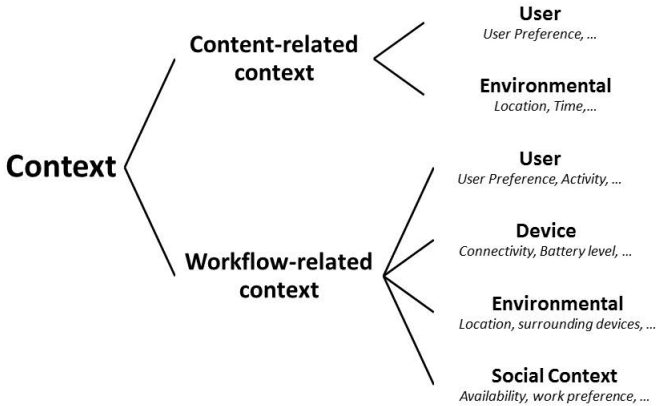 Context
Content-related
context
User
User Preference, ...
Environmental
Location, Time,...
Workflow-related
context
User
User Preference, Activity, ...
Device
Connectivity, Battery level, ...
Environmental
Location, surrounding devices, ...
Social Context
Availability, work preference, ...